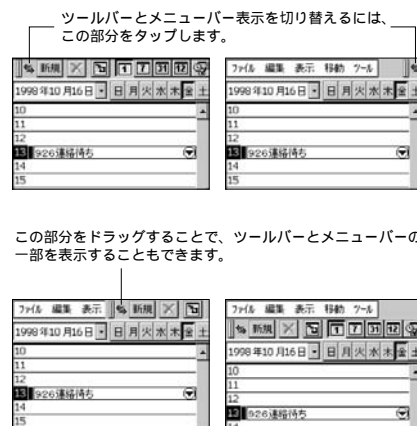 ツールバーとメニューバー表示を切り替えるには、
この部分をタップします。
新規 1 7 31 12
1998年10月16日 日 月 火 水 木 金 土
10
11
12
13 926連絡待ち
14
15
ファイル 編集 表示 移動 ツール
1998年10月16日 日 月 火 水 木 金 土
10
11
12
13 926連絡待ち
14
15
この部分をドラッグすることで、ツールバーとメニューバーの
一部を表示することもできます。
ファイル 編集 表示 新規
1998年10月16日 日 月 火 水 木 金 土
10
11
12
13 926連絡待ち
14
15
ファイル 編集 表示 移動 ツール
新規 1 7 31 12
1998年10月16日 日 月 火 水 木 金 土
10
11
12
13 926連絡待ち
14